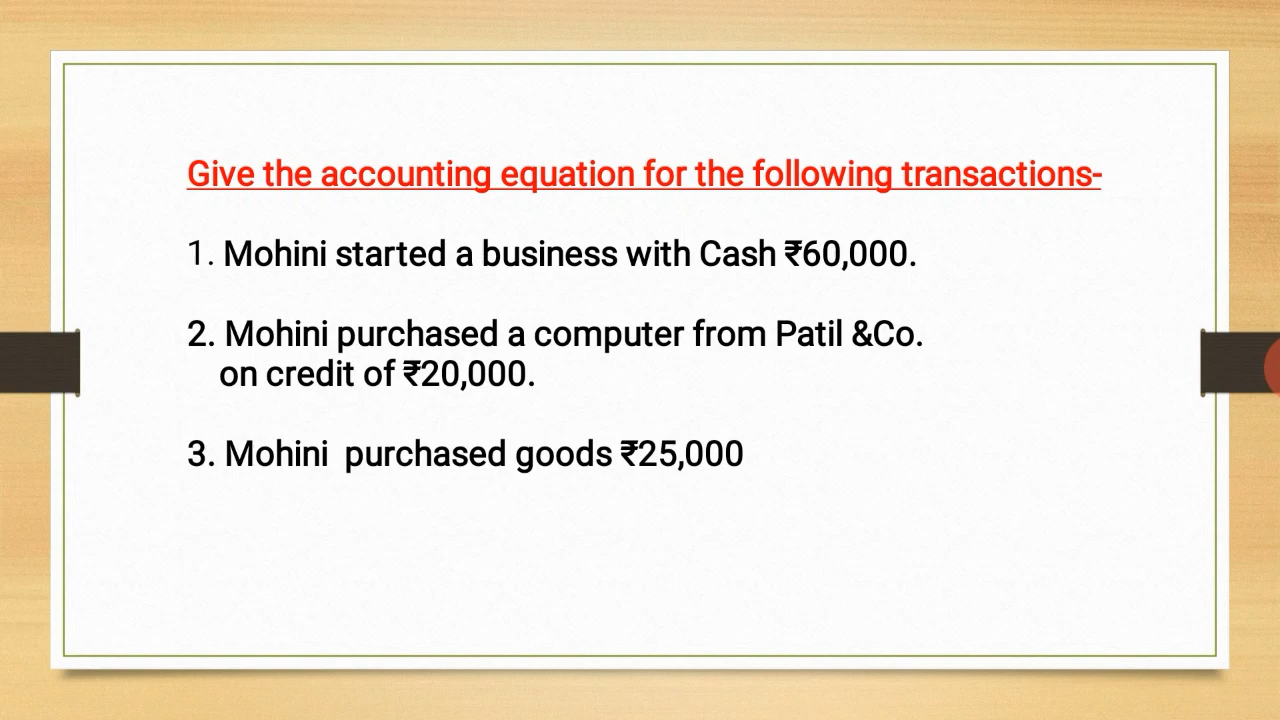 Give the accounting equation for the following transactions-
1. Mohini started a business with Cash ₹60,000.
2. Mohini purchased a computer from Patil &Co.
on credit of ₹20,000.
3. Mohini  purchased goods ₹25,000